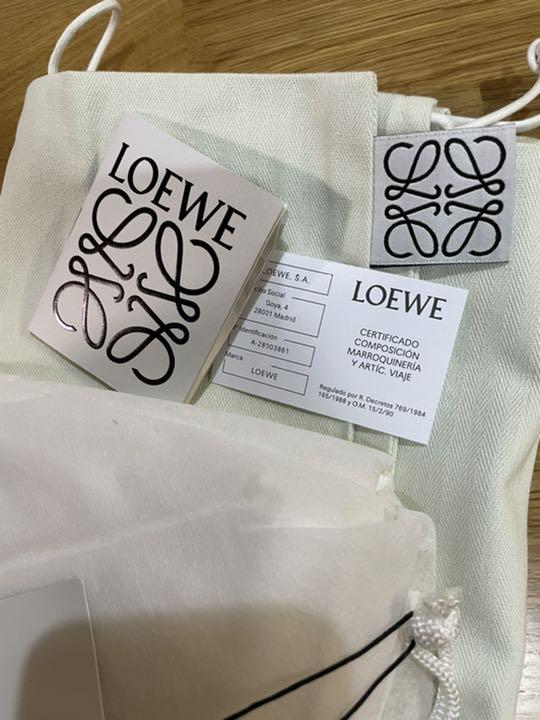 LOEWE
LOEWE, S.A.
Social
Goya, 4
28001 Madrid
Identificación
A-28003861
Marca
LOEWE
LOEWE
CERTIFICADO
COMPOSICIÓN
MARROQUINERÍA
Y ARTÍC. VIAJE
Regulado por R. Decretos 769/1984
165/1988 y O.M. 15/2/90